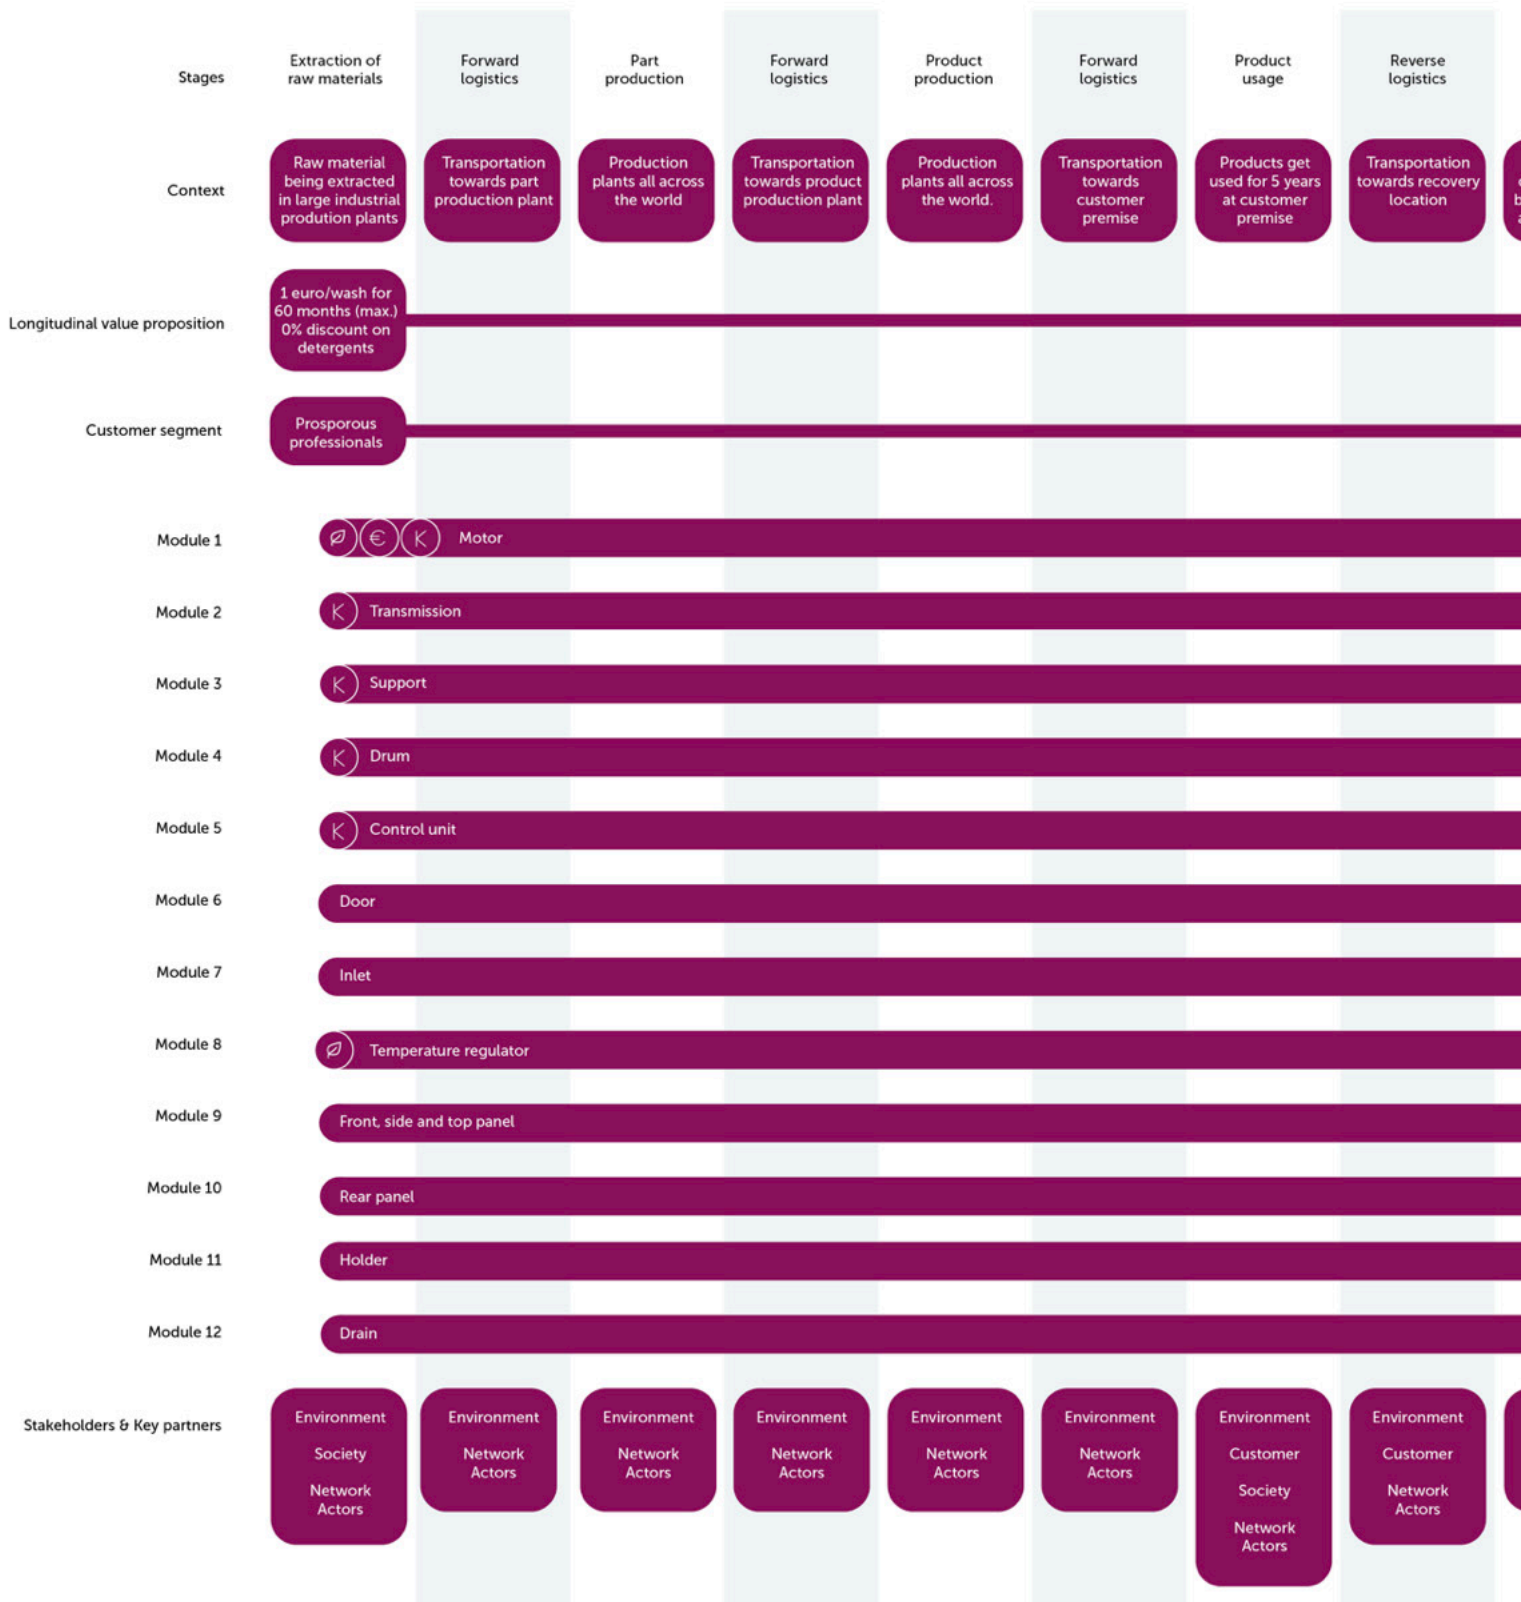 Stages
Extraction of
raw materials
Forward
logistics
Part
production
Forward
logistics
Product
production
Forward
logistics
Product
usage
Reverse
logistics
Context
Raw material
being extracted
in large industrial
prodution plants
Transportation
towards part
production plant
Production
plants all across
the world
Transportation
towards product
production plant
Production
plants all across
the world.
Transportation
towards
customer
premise
Products get
used for 5 years
at customer
premise
Transportation
towards recovery
location
Longitudinal value proposition
1 euro/wash for
60 months (max.)
0% discount on
detergents
Customer segment
Prosporous
professionals
Module 1
€ K Motor
Module 2
K Transmission
Module 3
K Support
Module 4
K Drum
Module 5
K Control unit
Module 6
Door
Module 7
Inlet
Module 8
Temperature regulator
Module 9
Front, side and top panel
Module 10
Rear panel
Module 11
Holder
Module 12
Drain
Stakeholders & Key partners
Environment
Society
Network
Actors
Environment
Network
Actors
Environment
Network
Actors
Environment
Network
Actors
Environment
Network
Actors
Environment
Network
Actors
Environment
Customer
Society
Network
Actors
Environment
Customer
Network
Actors